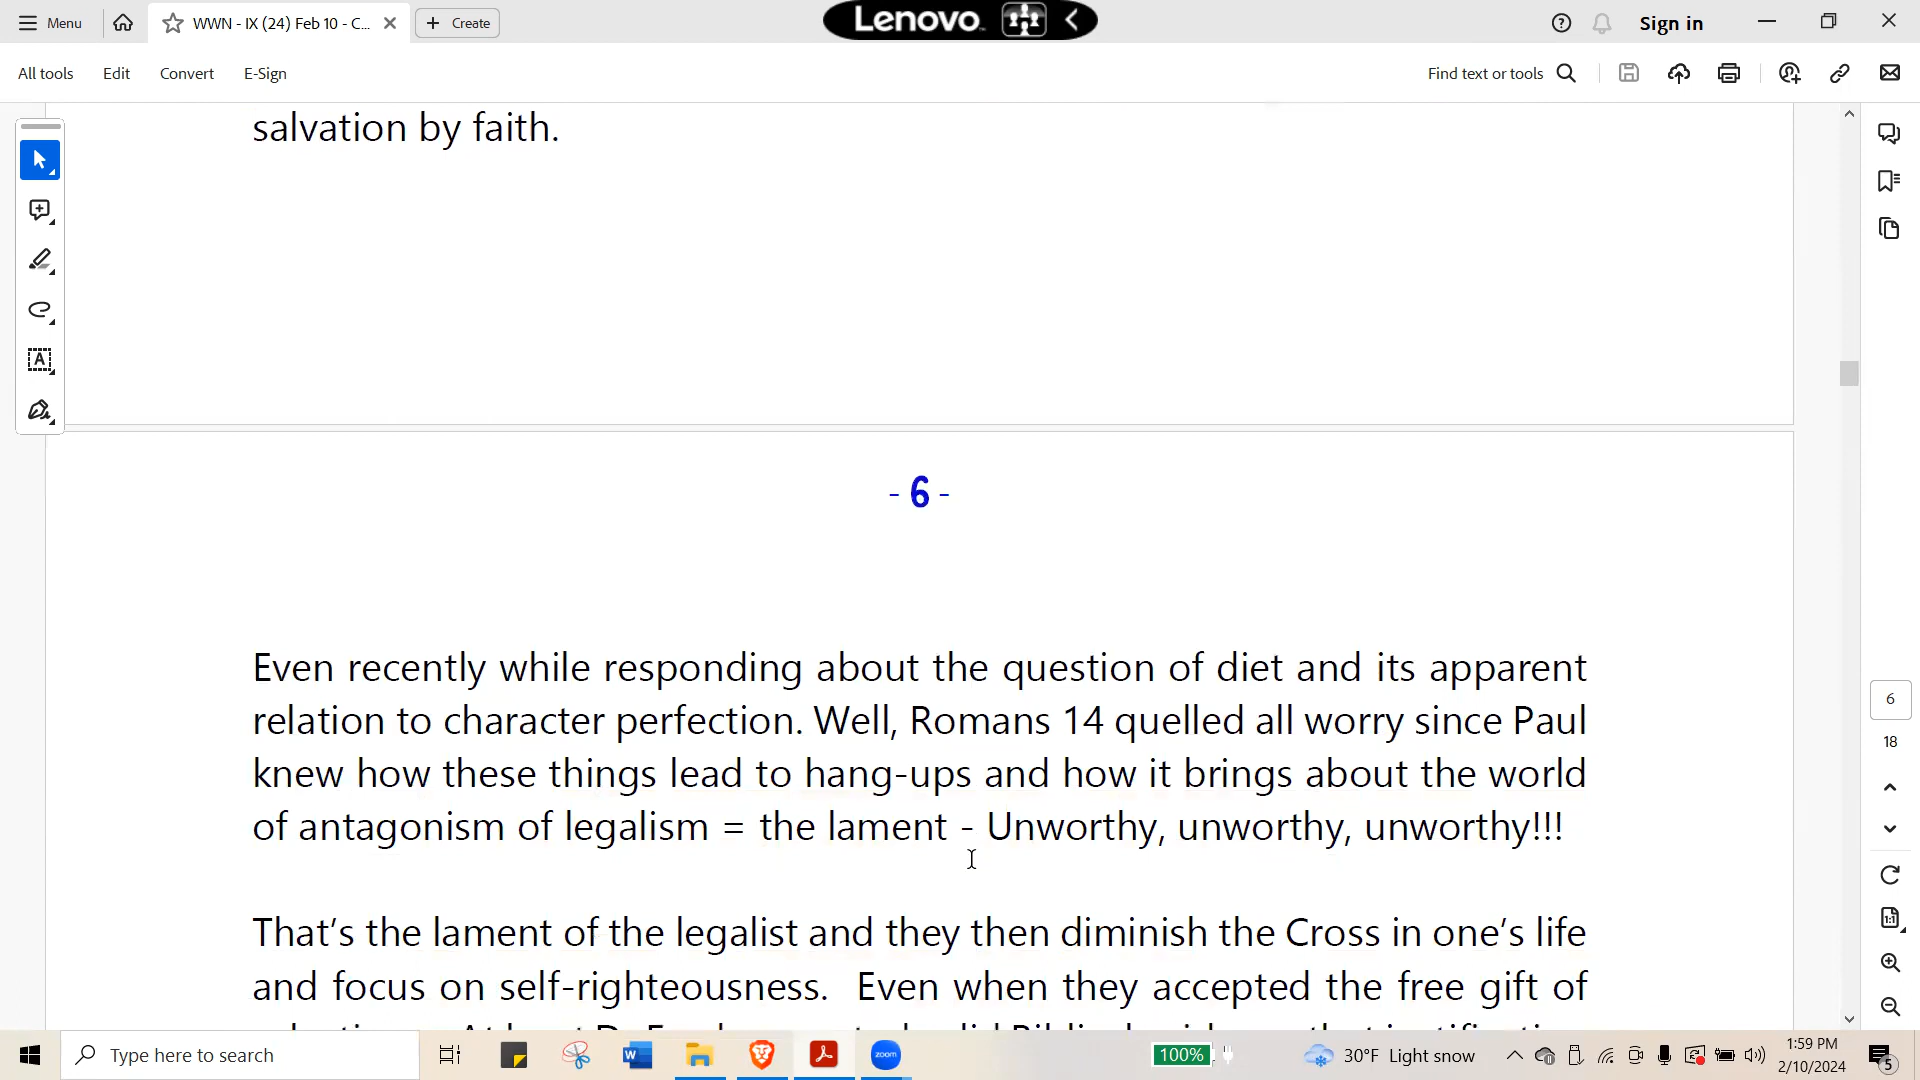 Menu
WWN - IX (24) Feb 10 - C...
Create
Lenovo
Sign in
All tools
Edit
Convert
E-Sign
Find text or tools
salvation by faith.
- 6 -
Even recently while responding about the question of diet and its apparent
relation to character perfection. Well, Romans 14 quelled all worry since Paul
knew how these things lead to hang-ups and how it brings about the world
of antagonism of legalism = the lament - Unworthy, unworthy, unworthy!!!
That’s the lament of the legalist and they then diminish the Cross in one’s life
and focus on self-righteousness.  Even when they accepted the free gift of
6
18
Type here to search
zoom
100%
30°F Light snow
1:59 PM
2/10/2024
5